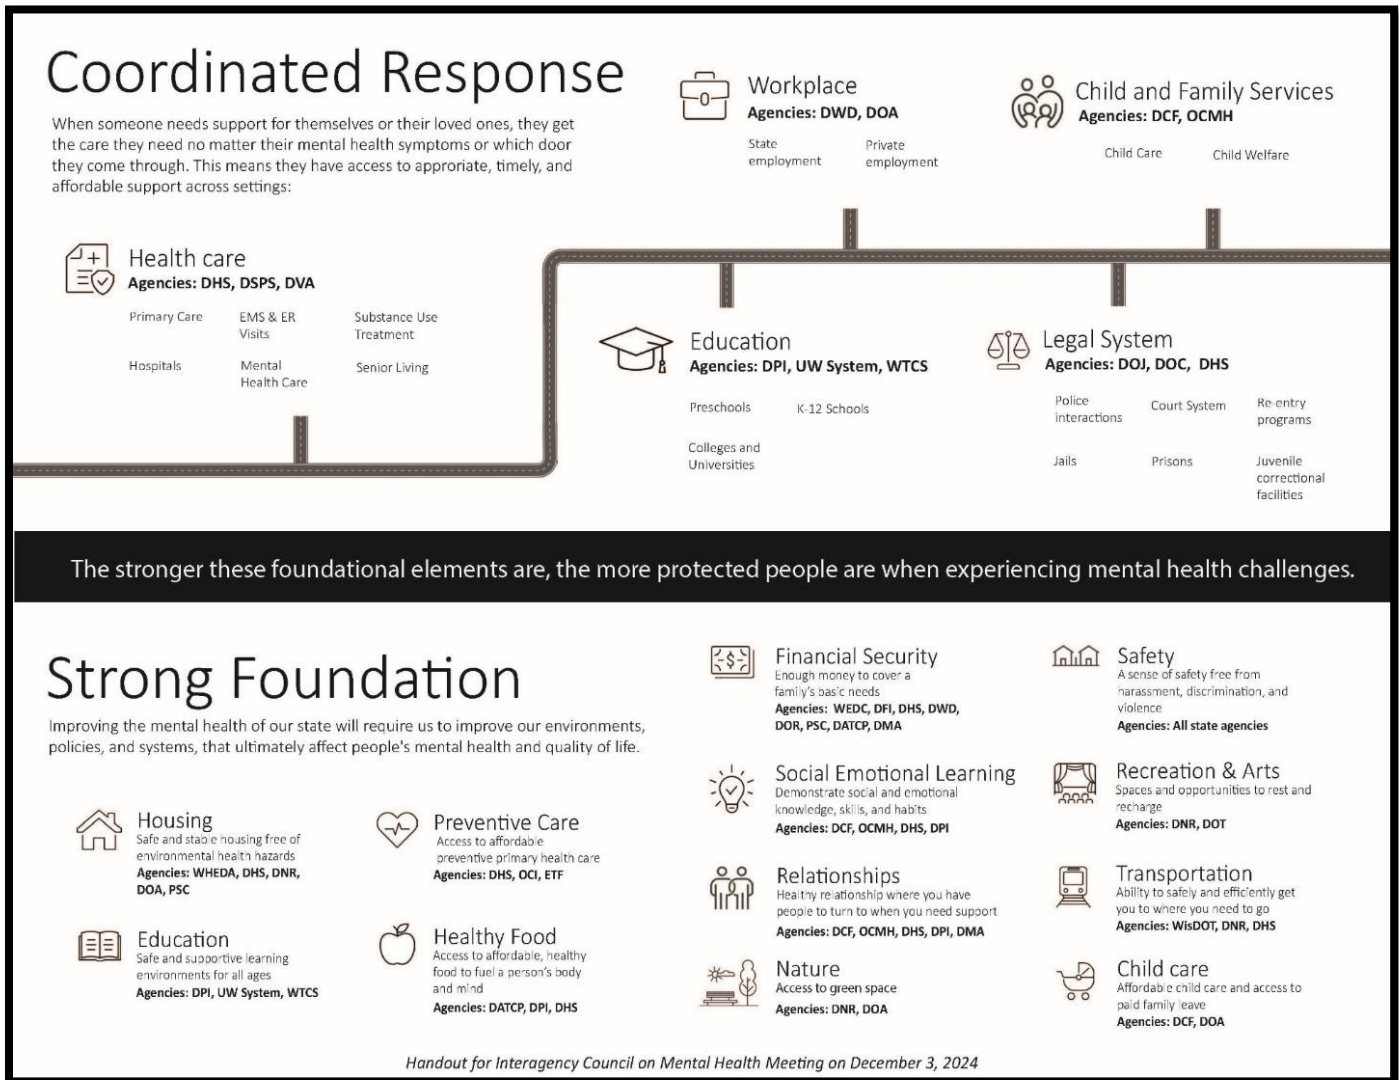 Coordinated Response
When someone needs support for themselves or their loved ones, they get
the care they need no matter their mental health symptoms or which door
they come through. This means they have access to approriate, timely, and
affordable support across settings:
Health care
Agencies: DHS, DSPS, DVA
Primary Care
EMS & ER
Visits
Substance Use
Treatment
Hospitals
Mental
Health Care
Senior Living
Workplace
Agencies: DWD, DOA
State
employment
Private
employment
Child and Family Services
Agencies: DCF, OCMH
Child Care
Child Welfare
Education
Agencies: DPI, UW System, WTCS
Preschools
K-12 Schools
Colleges and
Universities
Legal System
Agencies: DOJ, DOC, DHS
Police
interactions
Court System
Re-entry
programs
Jails
Prisons
Juvenile
correctional
facilities
The stronger these foundational elements are, the more protected people are when experiencing mental health challenges.
Strong Foundation
Improving the mental health of our state will require us to improve our environments,
policies, and systems, that ultimately affect people's mental health and quality of life.
Housing
Safe and stable housing free of
environmental health hazards
Agencies: WHEDA, DHS, DNR,
DOA, PSC
Preventive Care
Access to affordable
preventive primary health care
Agencies: DHS, OCI, ETF
Education
Safe and supportive learning
environments for all ages
Agencies: DPI, UW System, WTCS
Healthy Food
Access to affordable, healthy
food to fuel a person's body
and mind
Agencies: DATCP, DPI, DHS
Financial Security
Enough money to cover a
family's basic needs
Agencies: WEDC, DFI, DHS, DWD,
DOR, PSC, DATCP, DMA
Safety
A sense of safety free from
harassment, discrimination, and
violence
Agencies: All state agencies
Social Emotional Learning
Demonstrate social and emotional
knowledge, skills, and habits
Agencies: DCF, OCMH, DHS, DPI
Recreation & Arts
Spaces and opportunities to rest and
recharge
Agencies: DNR, DOT
Relationships
Healthy relationship where you have
people to turn to when you need support
Agencies: DCF, OCMH, DHS, DPI, DMA
Transportation
Ability to safely and efficiently get
you to where you need to go
Agencies: WisDOT, DNR, DHS
Nature
Access to green space
Agencies: DNR, DOA
Child care
Affordable child care and access to
paid family leave
Agencies: DCF, DOA
Handout for Interagency Council on Mental Health Meeting on December 3, 2024